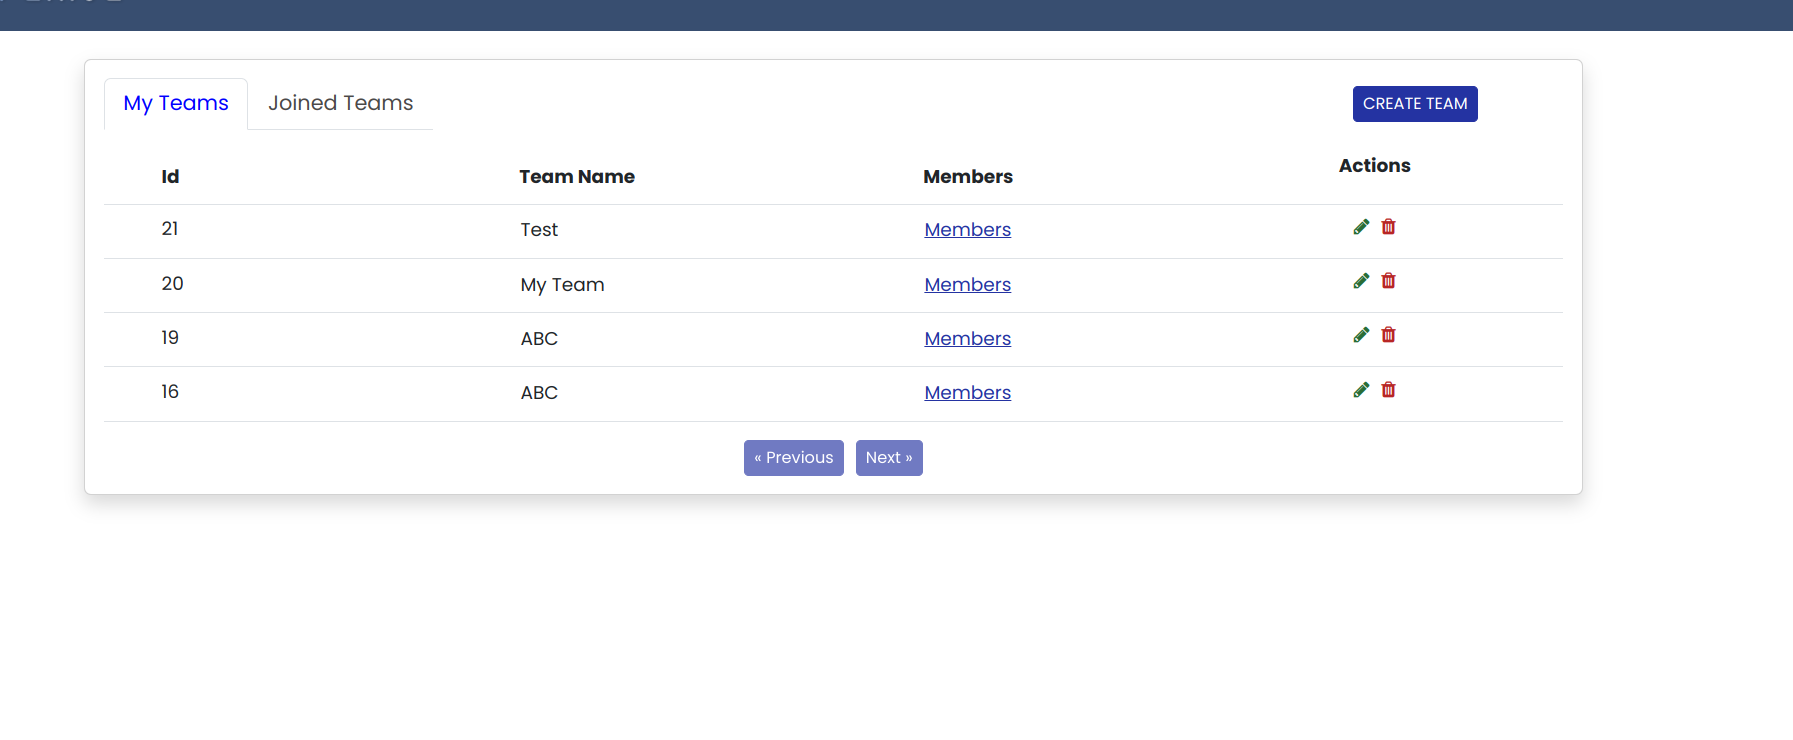 My Teams Joined Teams CREATE TEAM
Id Team Name Members Actions
21 Test Members
20 My Team Members
19 ABC Members
16 ABC Members
« Previous Next »